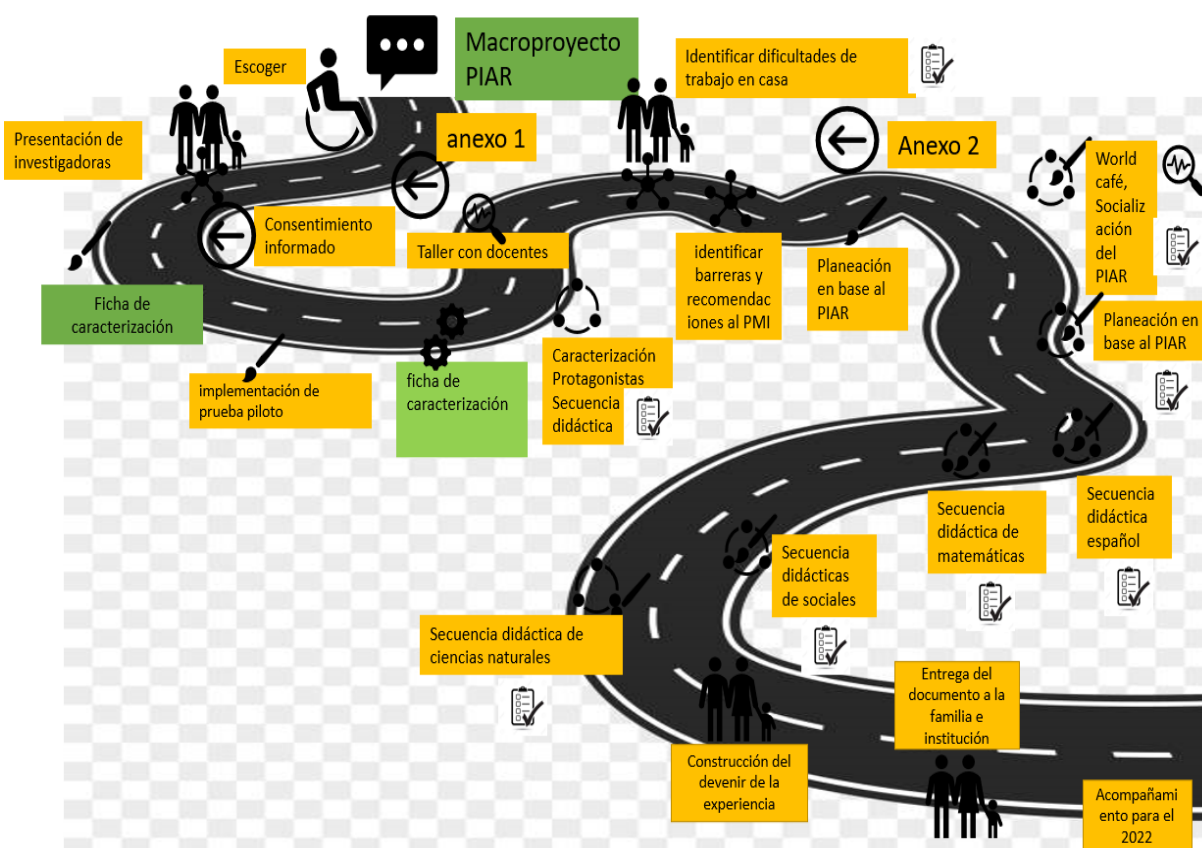 Macroproyecto
PIAR
Escoger
Identificar dificultades de
trabajo en casa
Presentación de
investigadoras
anexo 1
Anexo 2
World
café,
Socializ
ación
del
PIAR
Consentimiento
informado
Taller con docentes
identificar
barreras y
recomendac
iones al PMI
Planeación
en base al
PIAR
Ficha de
caracterización
Planeación en
base al PIAR
implementación de
prueba piloto
ficha de
caracterización
Caracterización
Protagonistas
Secuencia
didáctica
Secuencia
didáctica
español
Secuencia
didáctica de
matemáticas
Secuencia
didácticas
de sociales
Secuencia didáctica de
ciencias naturales
Construcción del
devenir de la
experiencia
Entrega del
documento a la
familia e
institución
Acompañami
ento para el
2022